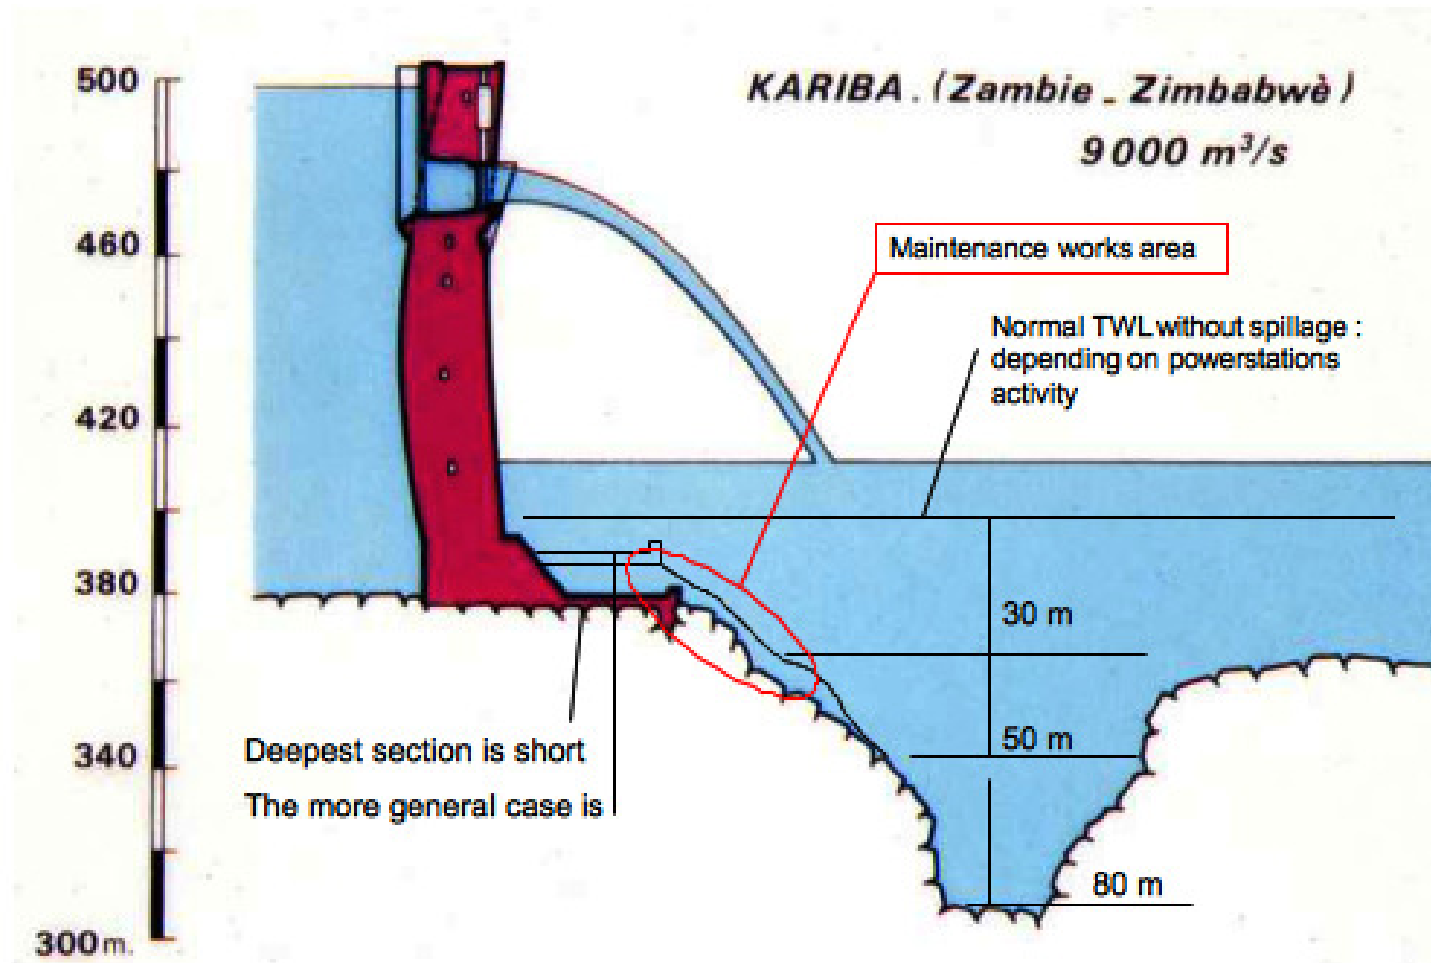 KARIBA. (Zambie - Zimbabwè)
9000 m³/s
500
460
420
380
340
300m.
Maintenance works area
Normal TWL without spillage :
depending on powerstations
activity
30 m
50 m
80 m
Deepest section is short
The more general case is